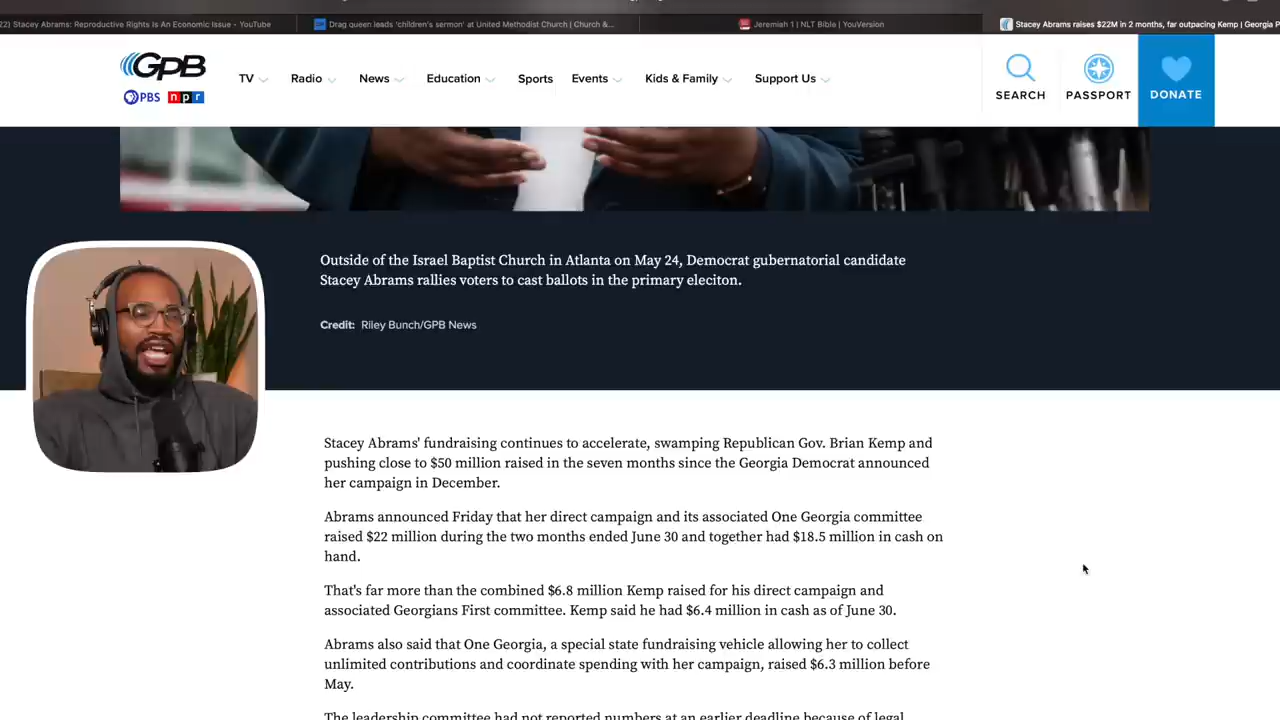 22) Stacey Abrams: Reproductive Rights Is An Economic Issue - YouTube
Drag queen leads 'children's sermon' at United Methodist Church | Church &...
Jeremiah 1 | NLT Bible | YouVersion
Stacey Abrams raises $22M in 2 months, far outpacing Kemp | Georgia P
GPB
PBS npr
TV
Radio
News
Education
Sports
Events
Kids & Family
Support Us
SEARCH
PASSPORT
DONATE
Outside of the Israel Baptist Church in Atlanta on May 24, Democrat gubernatorial candidate
Stacey Abrams rallies voters to cast ballots in the primary eleciton.
Credit: Riley Bunch/GPB News
Stacey Abrams' fundraising continues to accelerate, swamping Republican Gov. Brian Kemp and
pushing close to $50 million raised in the seven months since the Georgia Democrat announced
her campaign in December.
Abrams announced Friday that her direct campaign and its associated One Georgia committee
raised $22 million during the two months ended June 30 and together had $18.5 million in cash on
hand.
That's far more than the combined $6.8 million Kemp raised for his direct campaign and
associated Georgians First committee. Kemp said he had $6.4 million in cash as of June 30.
Abrams also said that One Georgia, a special state fundraising vehicle allowing her to collect
unlimited contributions and coordinate spending with her campaign, raised $6.3 million before
May.
The leadership committee had not reported numbers at an earlier deadline because of legal